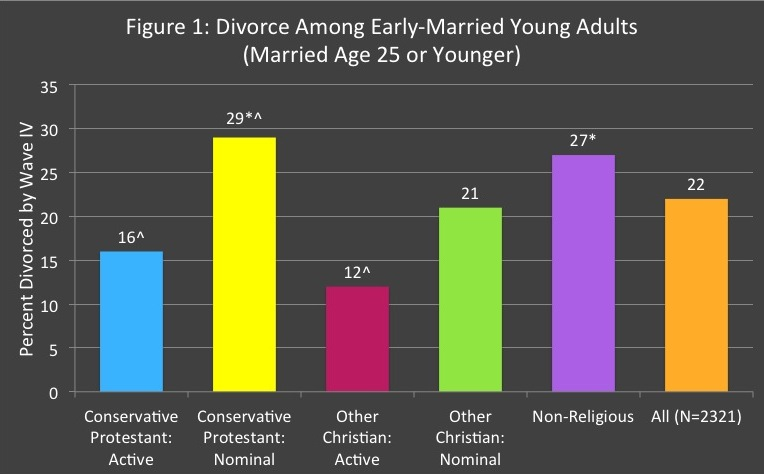 Figure 1: Divorce Among Early-Married Young Adults
(Married Age 25 or Younger)
Percent Divorced by Wave IV
35
30
25
20
15
10
5
0
16^
29*^
12^
21
27*
22
Conservative
Protestant:
Active
Conservative
Protestant:
Nominal
Other
Christian:
Active
Other
Christian:
Nominal
Non-Religious
All (N=2321)